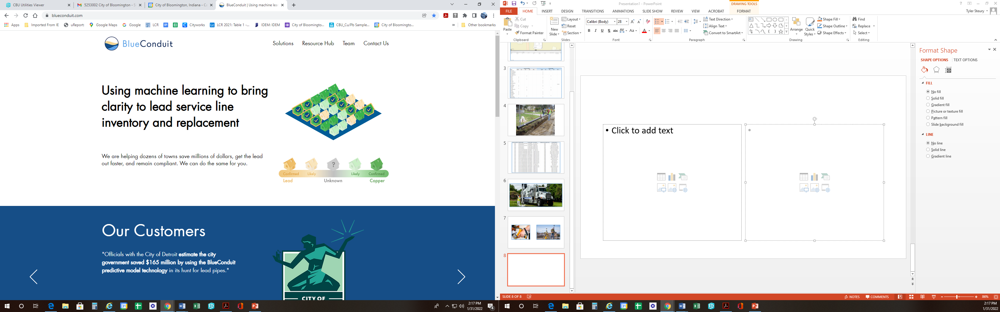 CBU Utilities Viewer
5253002 City of Bloomington - S
City of Bloomington, Indiana - Ca
BlueConduit | Using machine lea
blueconduit.com
Apps
Imported From IE
uReport:
Google Maps
Google
LCR
Cityworks
LCR 2021: Table 1 -...
IDEM: IDEM
City of Bloomingto...
CBU_Cu/Pb Sample...
City of Bloomingto...
»
Other bookmarks
BlueConduit
Solutions
Resource Hub
Team
Contact Us
Using machine learning to bring
clarity to lead service line
inventory and replacement
We are helping dozens of towns save millions of dollars, get the lead
out faster, and remain compliant. We can do the same for you.
?
Confirmed
Likely
Likely
Confirmed
Lead
Unknown
Copper
Our Customers
"Officials with the City of Detroit estimate the city
government saved $165 million by using the BlueConduit
predictive model technology in its hunt for lead pipes."
CITY OF
2:17 PM
1/31/2022
4
Presentation1 - PowerPoint
DRAWING TOOLS
FILE
HOME
INSERT
DESIGN
TRANSITIONS
ANIMATIONS
SLIDE SHOW
REVIEW
VIEW
ACROBAT
FORMAT
Tyler Steury
Paste
Cut
Copy
Format Painter
Clipboard
New
Slide
Layout
Reset
Section
Slides
Calibri (Body)
28
B I U S abc AV Aa A
Font
Text Direction
Align Text
Convert to SmartArt
Paragraph
Arrange
Quick
Styles
Shape Fill
Shape Outline
Shape Effects
Drawing
Find
Replace
Select
Editing
3
4
5
6
7
8
• Click to add text
Format Shape
SHAPE OPTIONS
TEXT OPTIONS
FILL
No fill
Solid fill
Gradient fill
Picture or texture fill
Pattern fill
Slide background fill
LINE
No line
Solid line
Gradient line
SLIDE 8 OF 8
NOTES
COMMENTS
86%
2:17 PM
1/31/2022